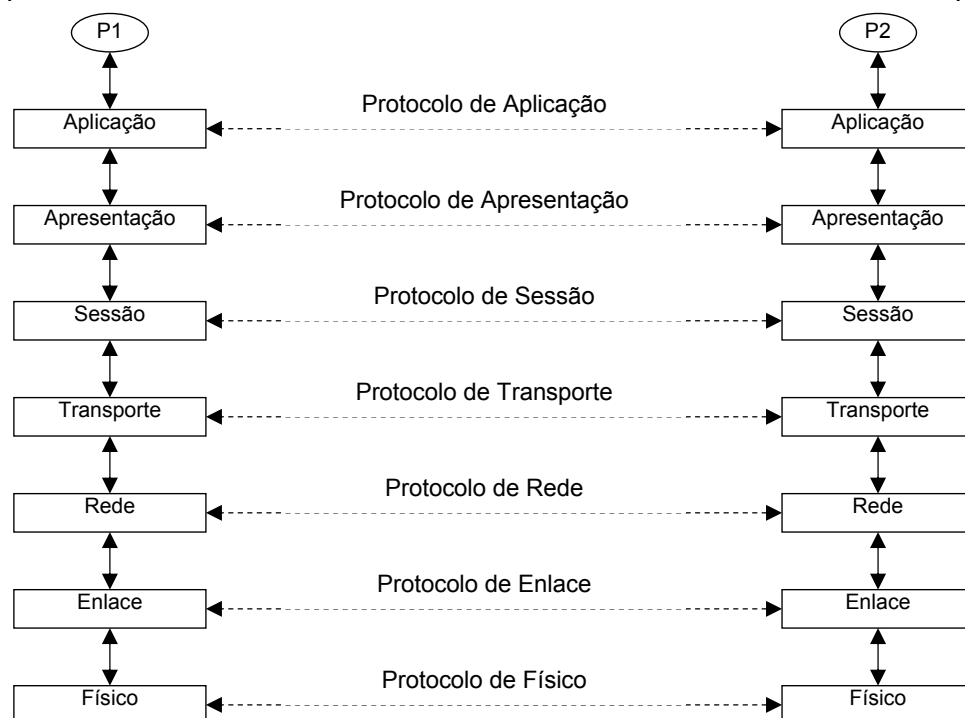 P1 P2
Aplicação Protocolo de Aplicação Aplicação
Apresentação Protocolo de Apresentação Apresentação
Sessão Protocolo de Sessão Sessão
Transporte Protocolo de Transporte Transporte
Rede Protocolo de Rede Rede
Enlace Protocolo de Enlace Enlace
Físico Protocolo de Físico Físico